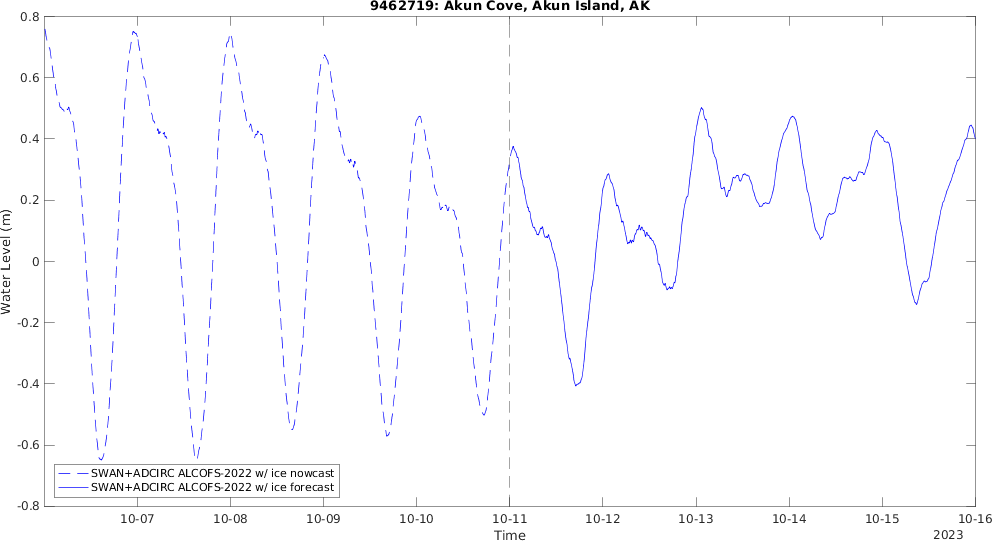 9462719: Akun Cove, Akun Island, AK
0.8
0.6
0.4
0.2
0
-0.2
-0.4
-0.6
-0.8
Water Level (m)
SWAN+ADCIRC ALCOFS-2022 w/ ice nowcast
SWAN+ADCIRC ALCOFS-2022 w/ ice forecast
10-07 10-08 10-09 10-10 10-11 10-12 10-13 10-14 10-15 10-16
Time
2023